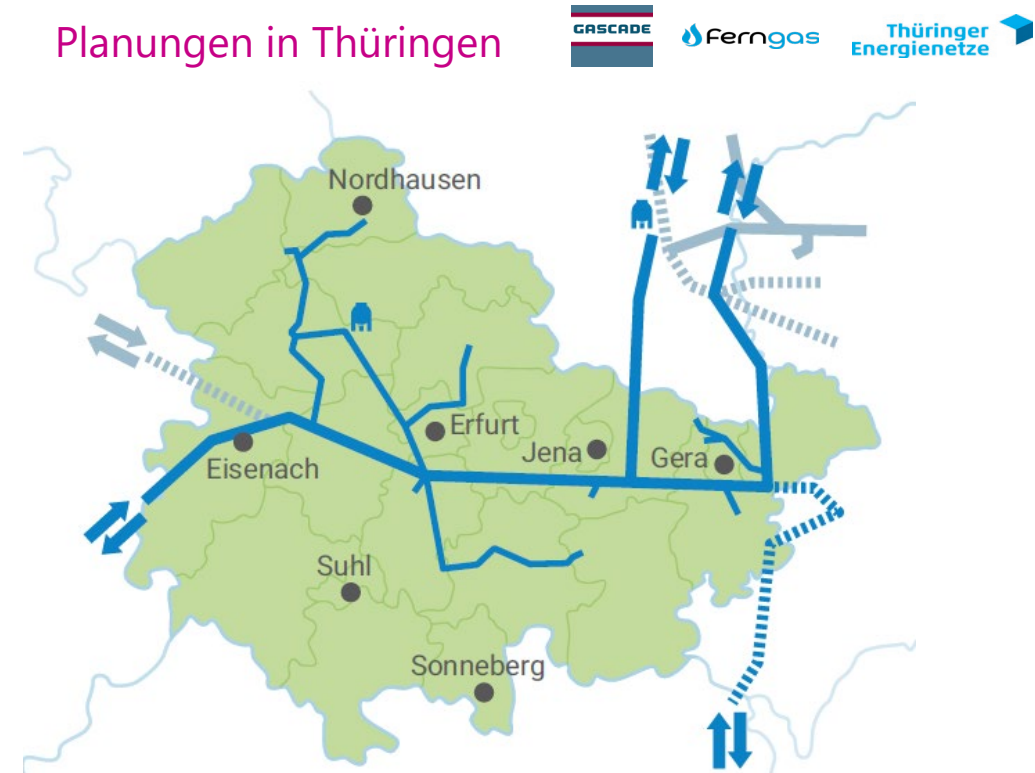 Planungen in Thüringen
GASCADE
Ferngas
Thüringer
Energienetze
Nordhausen
Erfurt
Jena
Gera
Eisenach
Suhl
Sonneberg